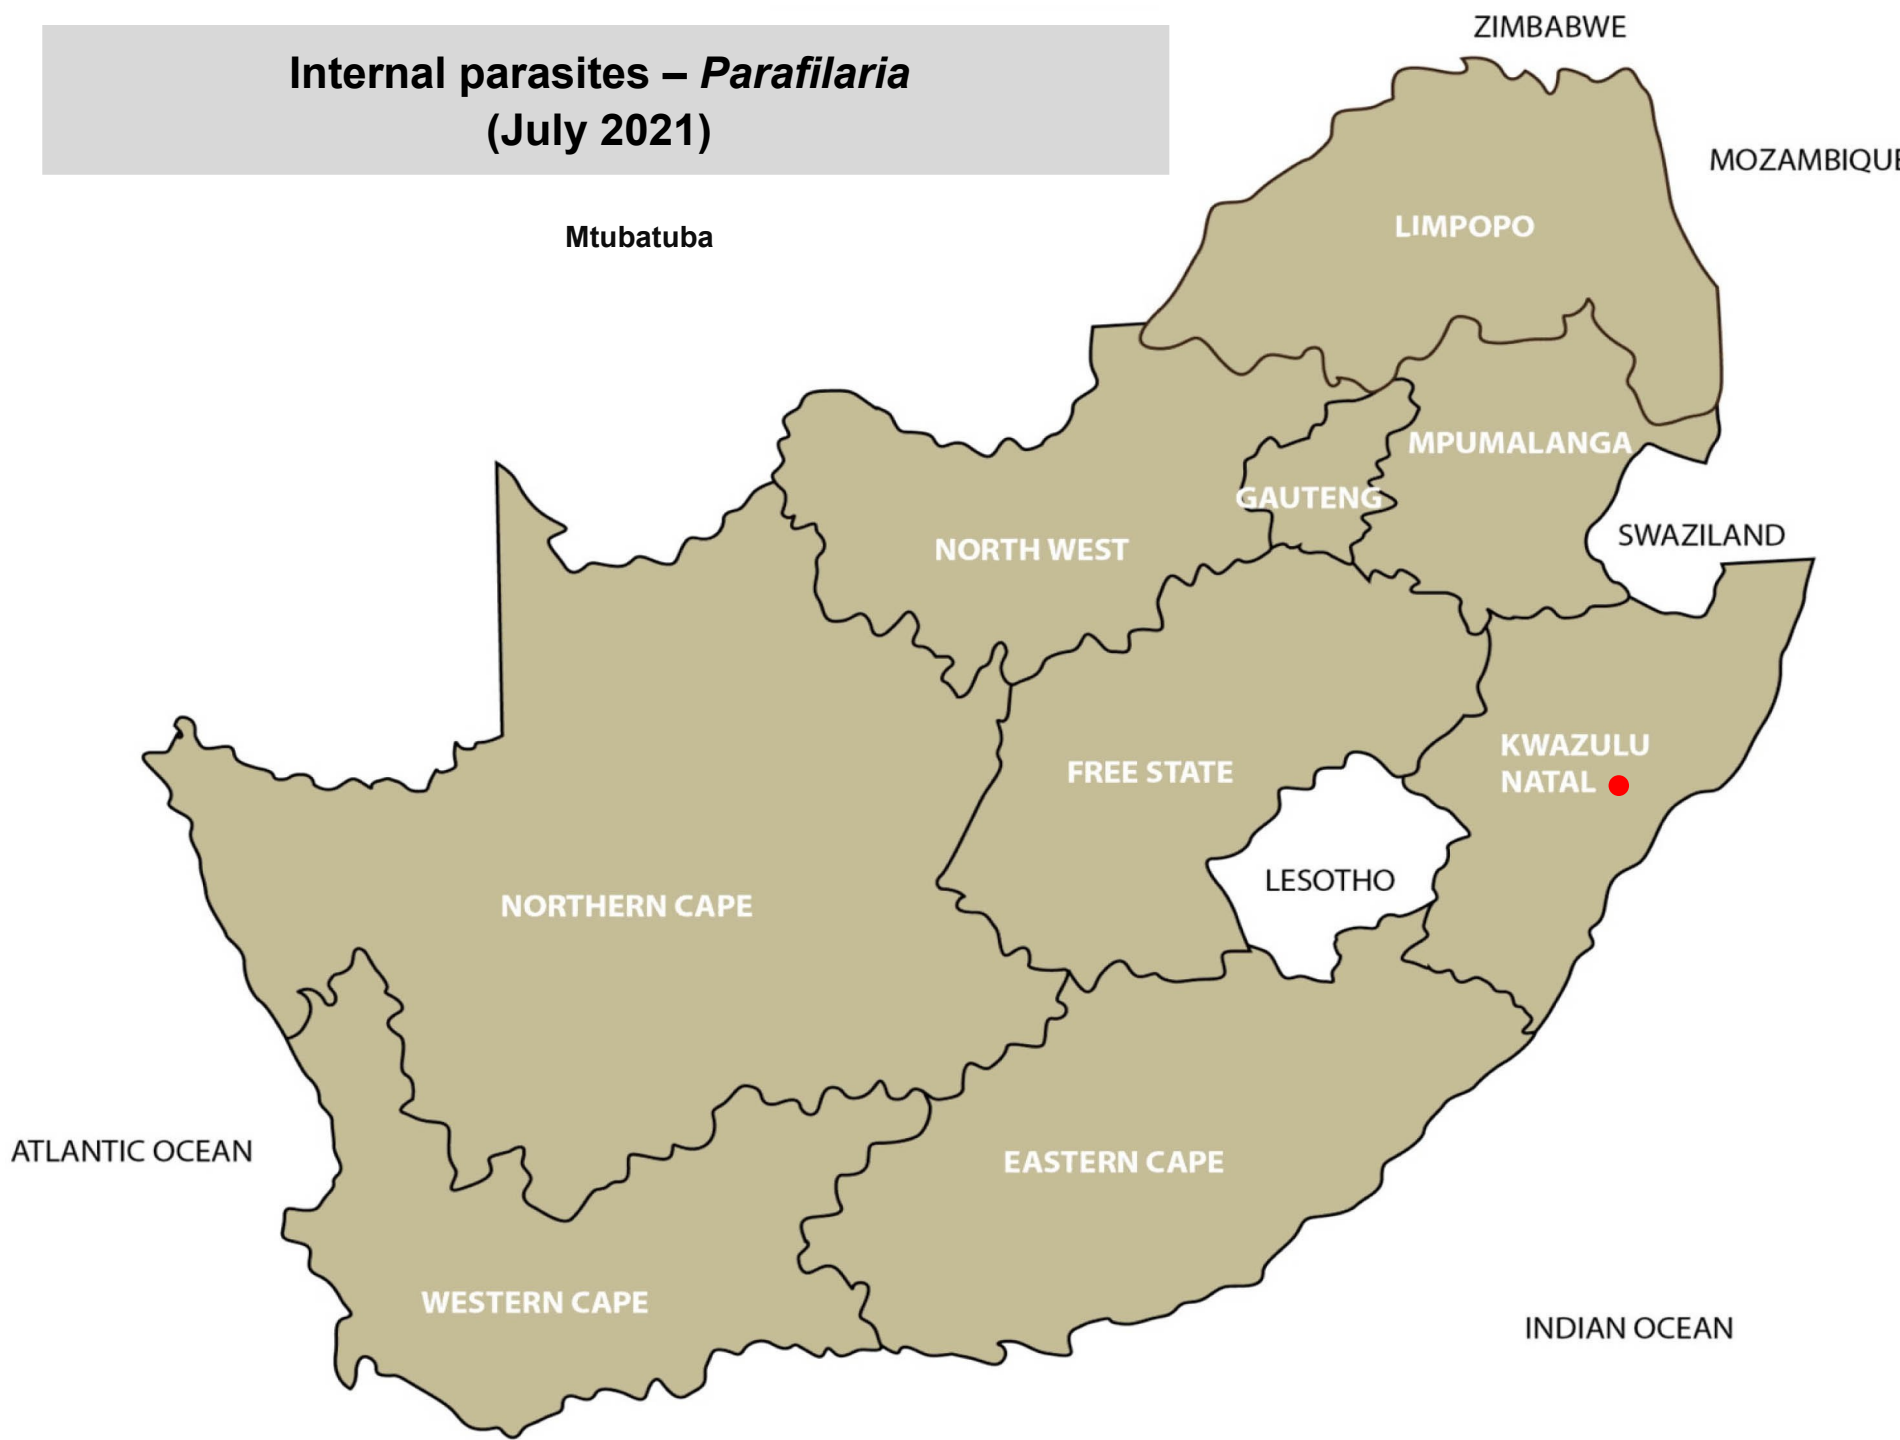 Internal parasites – Parafilaria
(July 2021)
ZIMBABWE
MOZAMBIQUE
Mtubatuba
LIMPOPO
MPUMALANGA
GAUTENG
SWAZILAND
NORTH WEST
KWAZULU
NATAL
FREE STATE
LESOTHO
NORTHERN CAPE
ATLANTIC OCEAN
EASTERN CAPE
WESTERN CAPE
INDIAN OCEAN